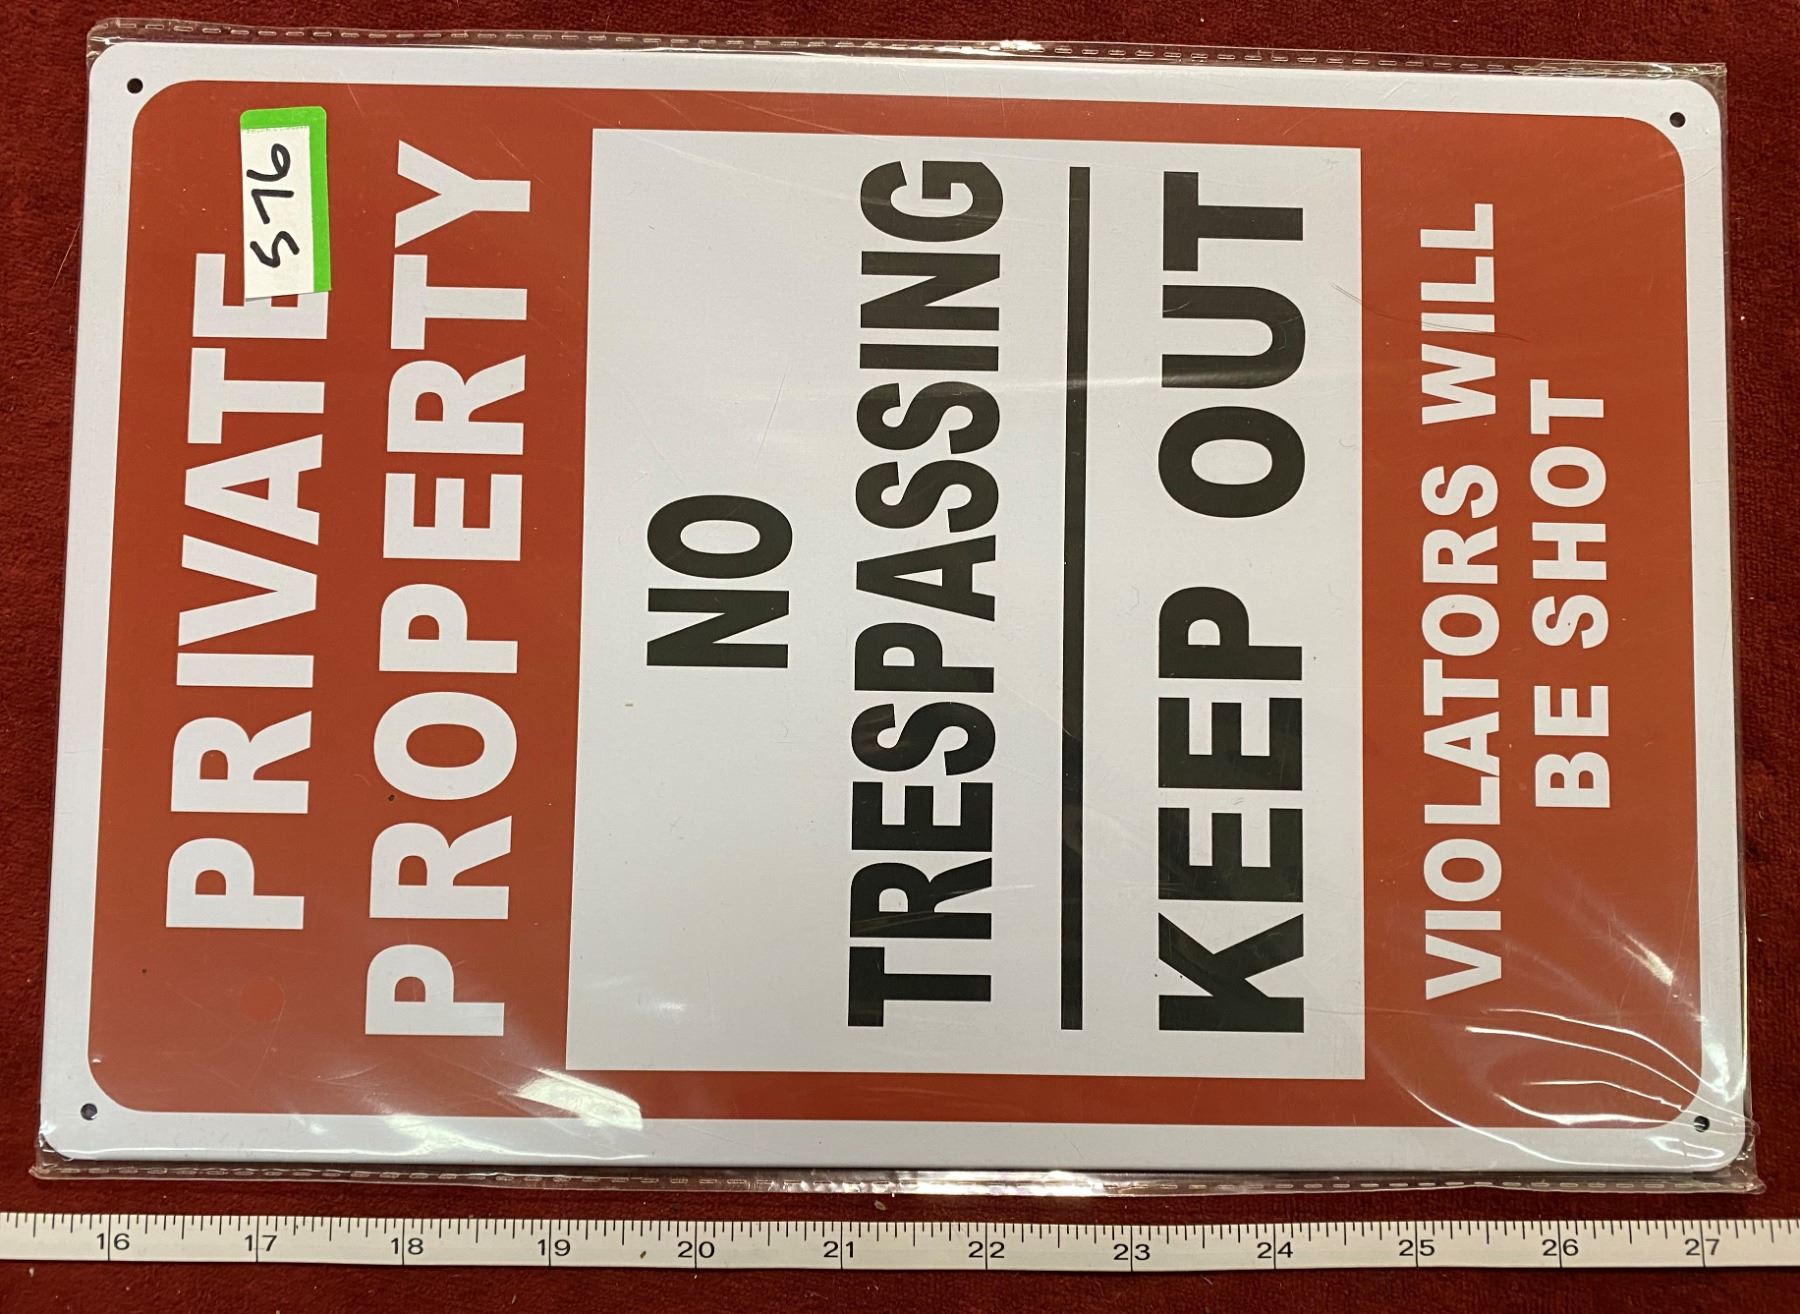 PRIVATE
PROPERTY
NO
TRESPASSING
KEEP OUT
VIOLATORS WILL
BE SHOT
576
16 17 18 19 20 21 22 23 24 25 26 27